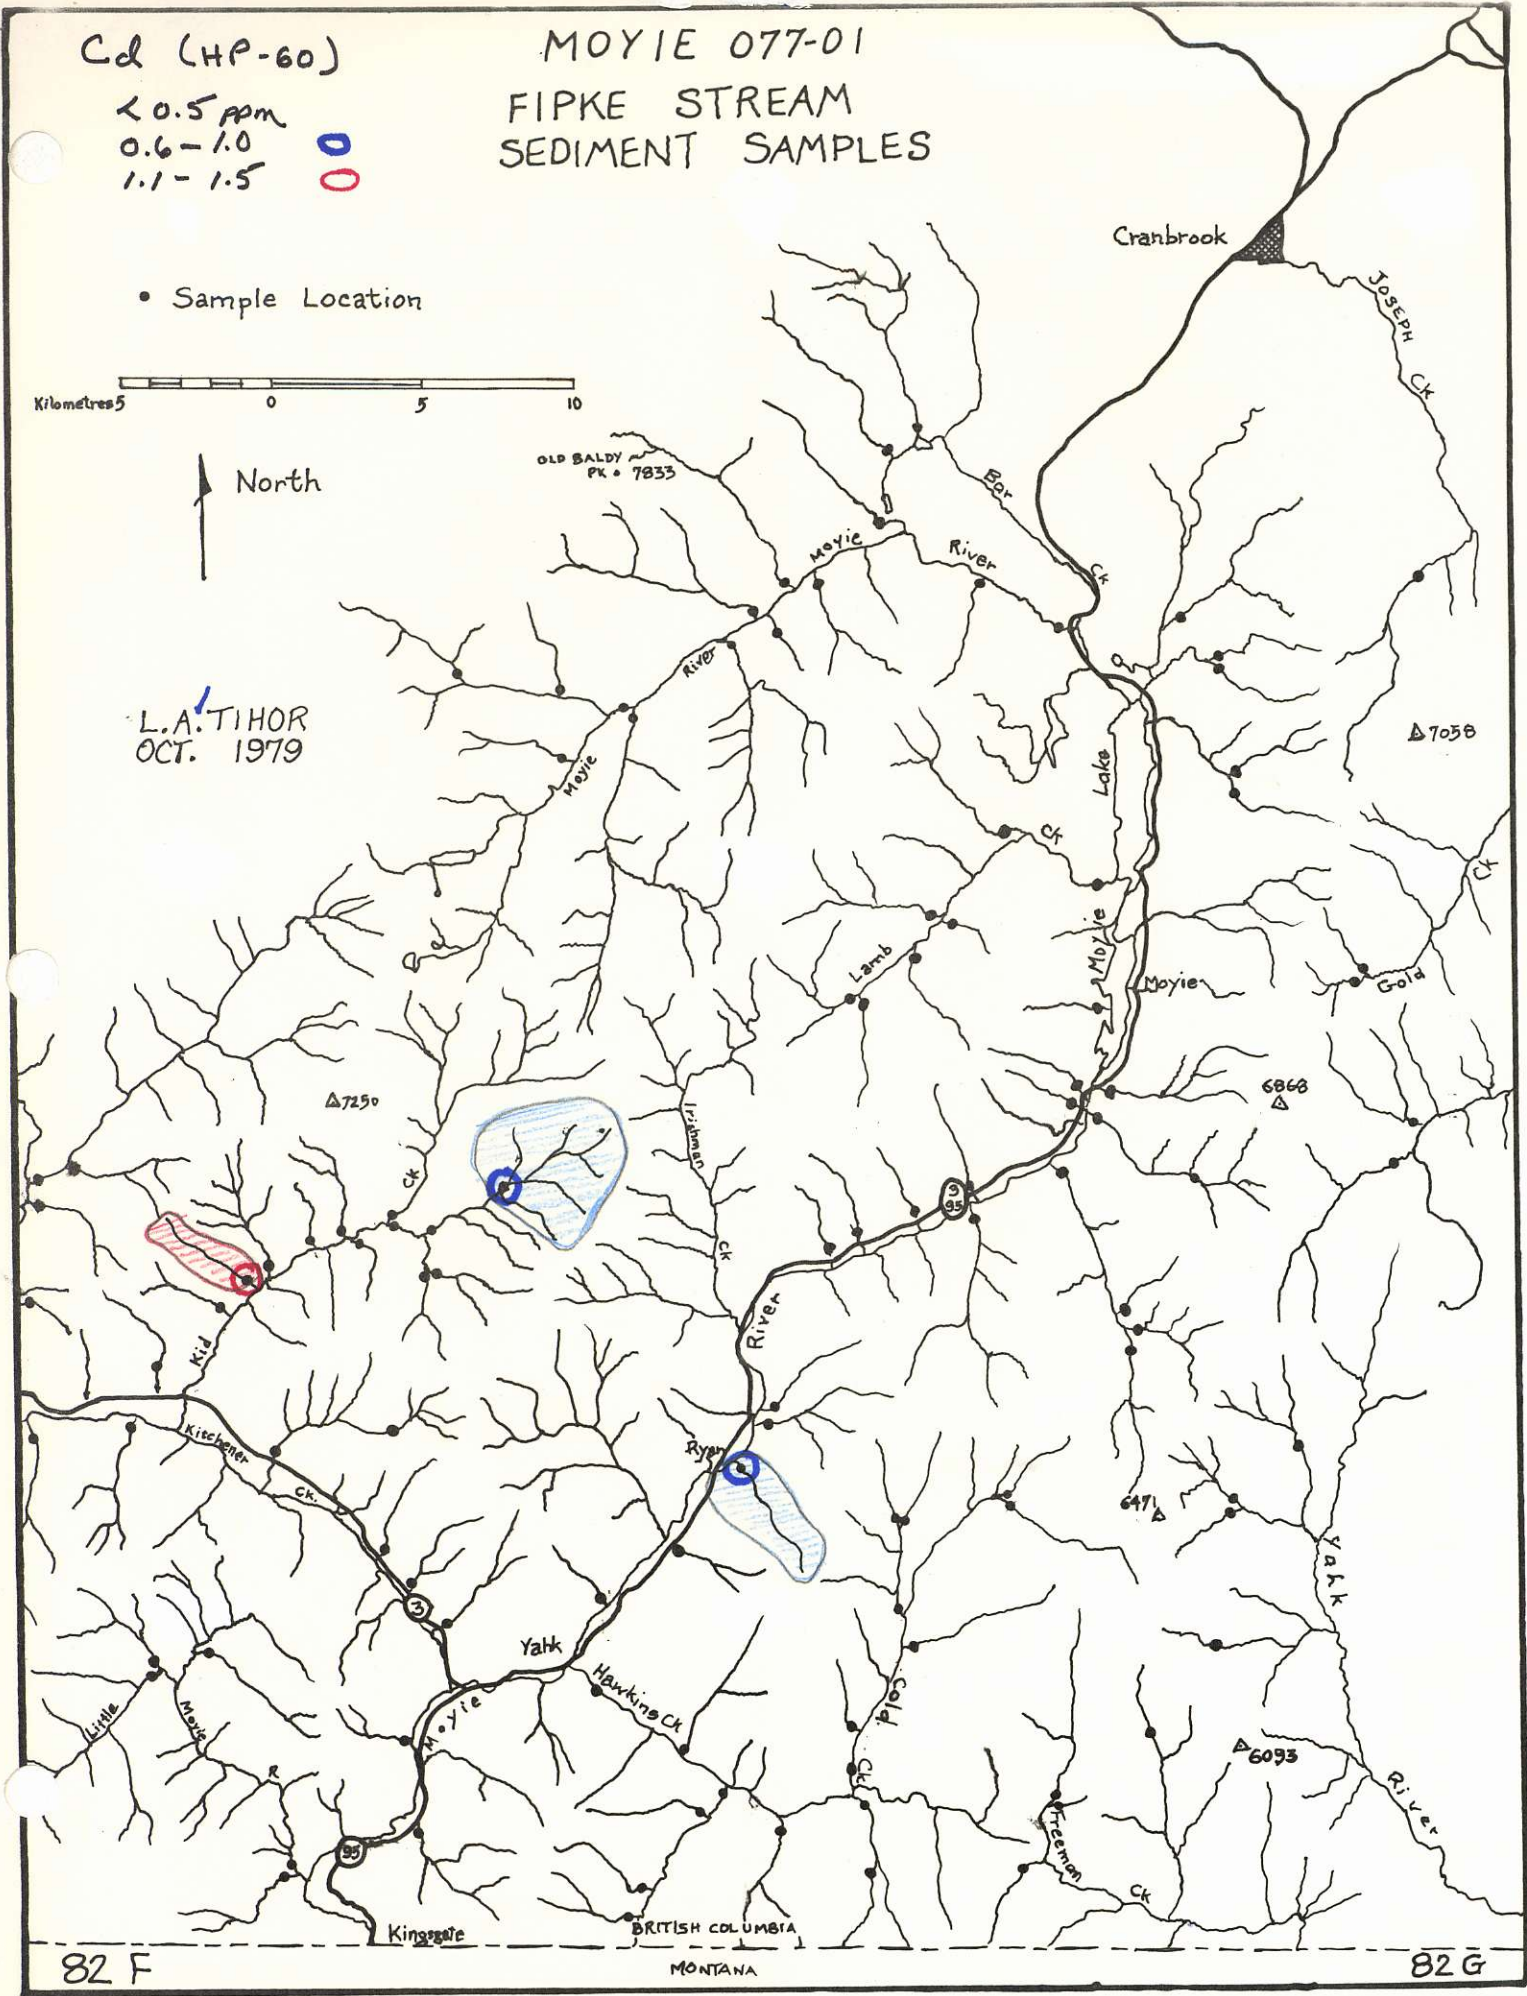 Cd (HP-60)
< 0.5 ppm
0.6 - 1.0
1.1 - 1.5
MOYIE 077-01
FIPKE STREAM
SEDIMENT SAMPLES
Cranbrook
JOSEPH
CK
• Sample Location
Kilometres 5 0 5 10
North
OLD BALDY
PK • 7833
Bar
CK
Moyie
River
River
Moyie
L.A. TIHOR
OCT. 1979
7058
Lake
CK
CK
Moyie
Lamb
Moyie
Gold
7250
6868
Irishman
CK
CK
3
95
River
Kid
Kitchener
CK.
Ryan
6471
Yahk
3
Yahk
Hawkins CK
Gold
CK
Little
Moyie
R
Moyie
6093
River
95
Freeman
CK
Kingsgate
BRITISH COLUMBIA
MONTANA
82 F
82 G